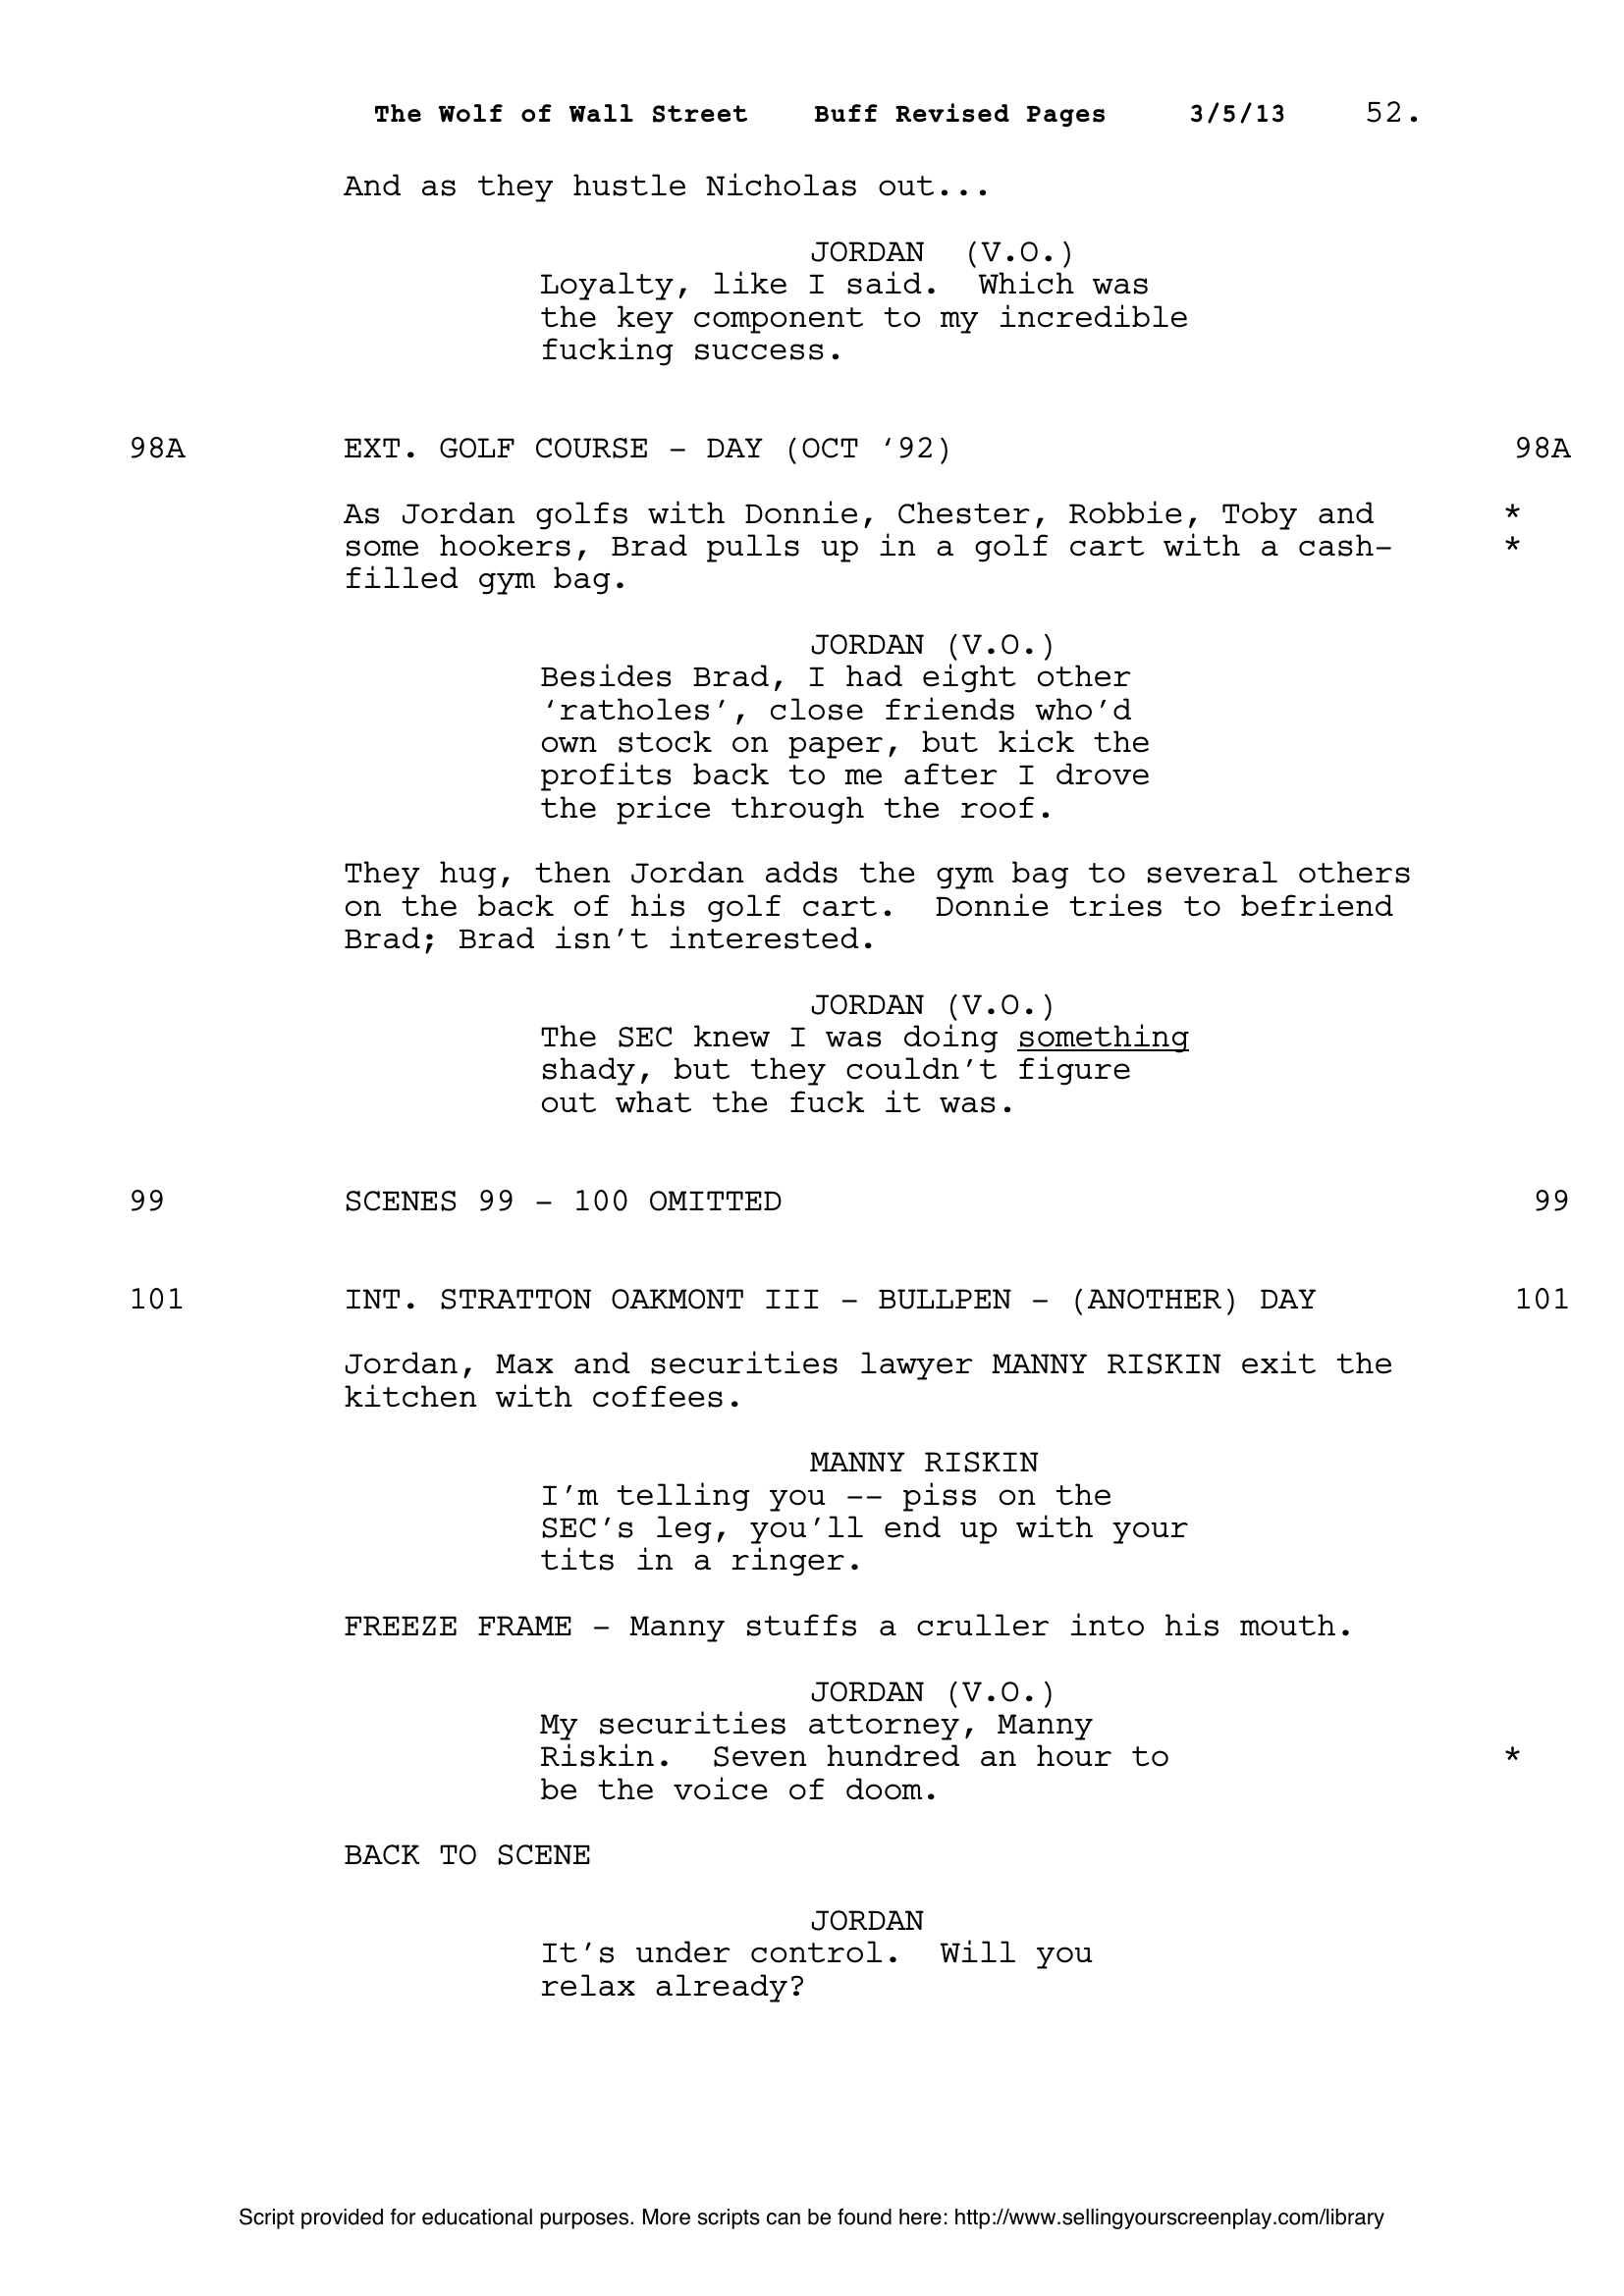 The Wolf of Wall Street    Buff Revised Pages    3/5/13    52.
And as they hustle Nicholas out...
JORDAN  (V.O.)
Loyalty, like I said.  Which was
the key component to my incredible
fucking success.
98A    EXT. GOLF COURSE – DAY (OCT ‘92)    98A
As Jordan golfs with Donnie, Chester, Robbie, Toby and    *
some hookers, Brad pulls up in a golf cart with a cash-    *
filled gym bag.
JORDAN (V.O.)
Besides Brad, I had eight other
‘ratholes’, close friends who’d
own stock on paper, but kick the
profits back to me after I drove
the price through the roof.
They hug, then Jordan adds the gym bag to several others
on the back of his golf cart.  Donnie tries to befriend
Brad; Brad isn’t interested.
JORDAN (V.O.)
The SEC knew I was doing something
shady, but they couldn’t figure
out what the fuck it was.
99    SCENES 99 – 100 OMITTED    99
101    INT. STRATTON OAKMONT III – BULLPEN – (ANOTHER) DAY    101
Jordan, Max and securities lawyer MANNY RISKIN exit the
kitchen with coffees.
MANNY RISKIN
I’m telling you -- piss on the
SEC’s leg, you’ll end up with your
tits in a ringer.
FREEZE FRAME – Manny stuffs a cruller into his mouth.
JORDAN (V.O.)
My securities attorney, Manny
Riskin.  Seven hundred an hour to    *
be the voice of doom.
BACK TO SCENE
JORDAN
It’s under control.  Will you
relax already?
Script provided for educational purposes. More scripts can be found here: http://www.sellingyourscreenplay.com/library